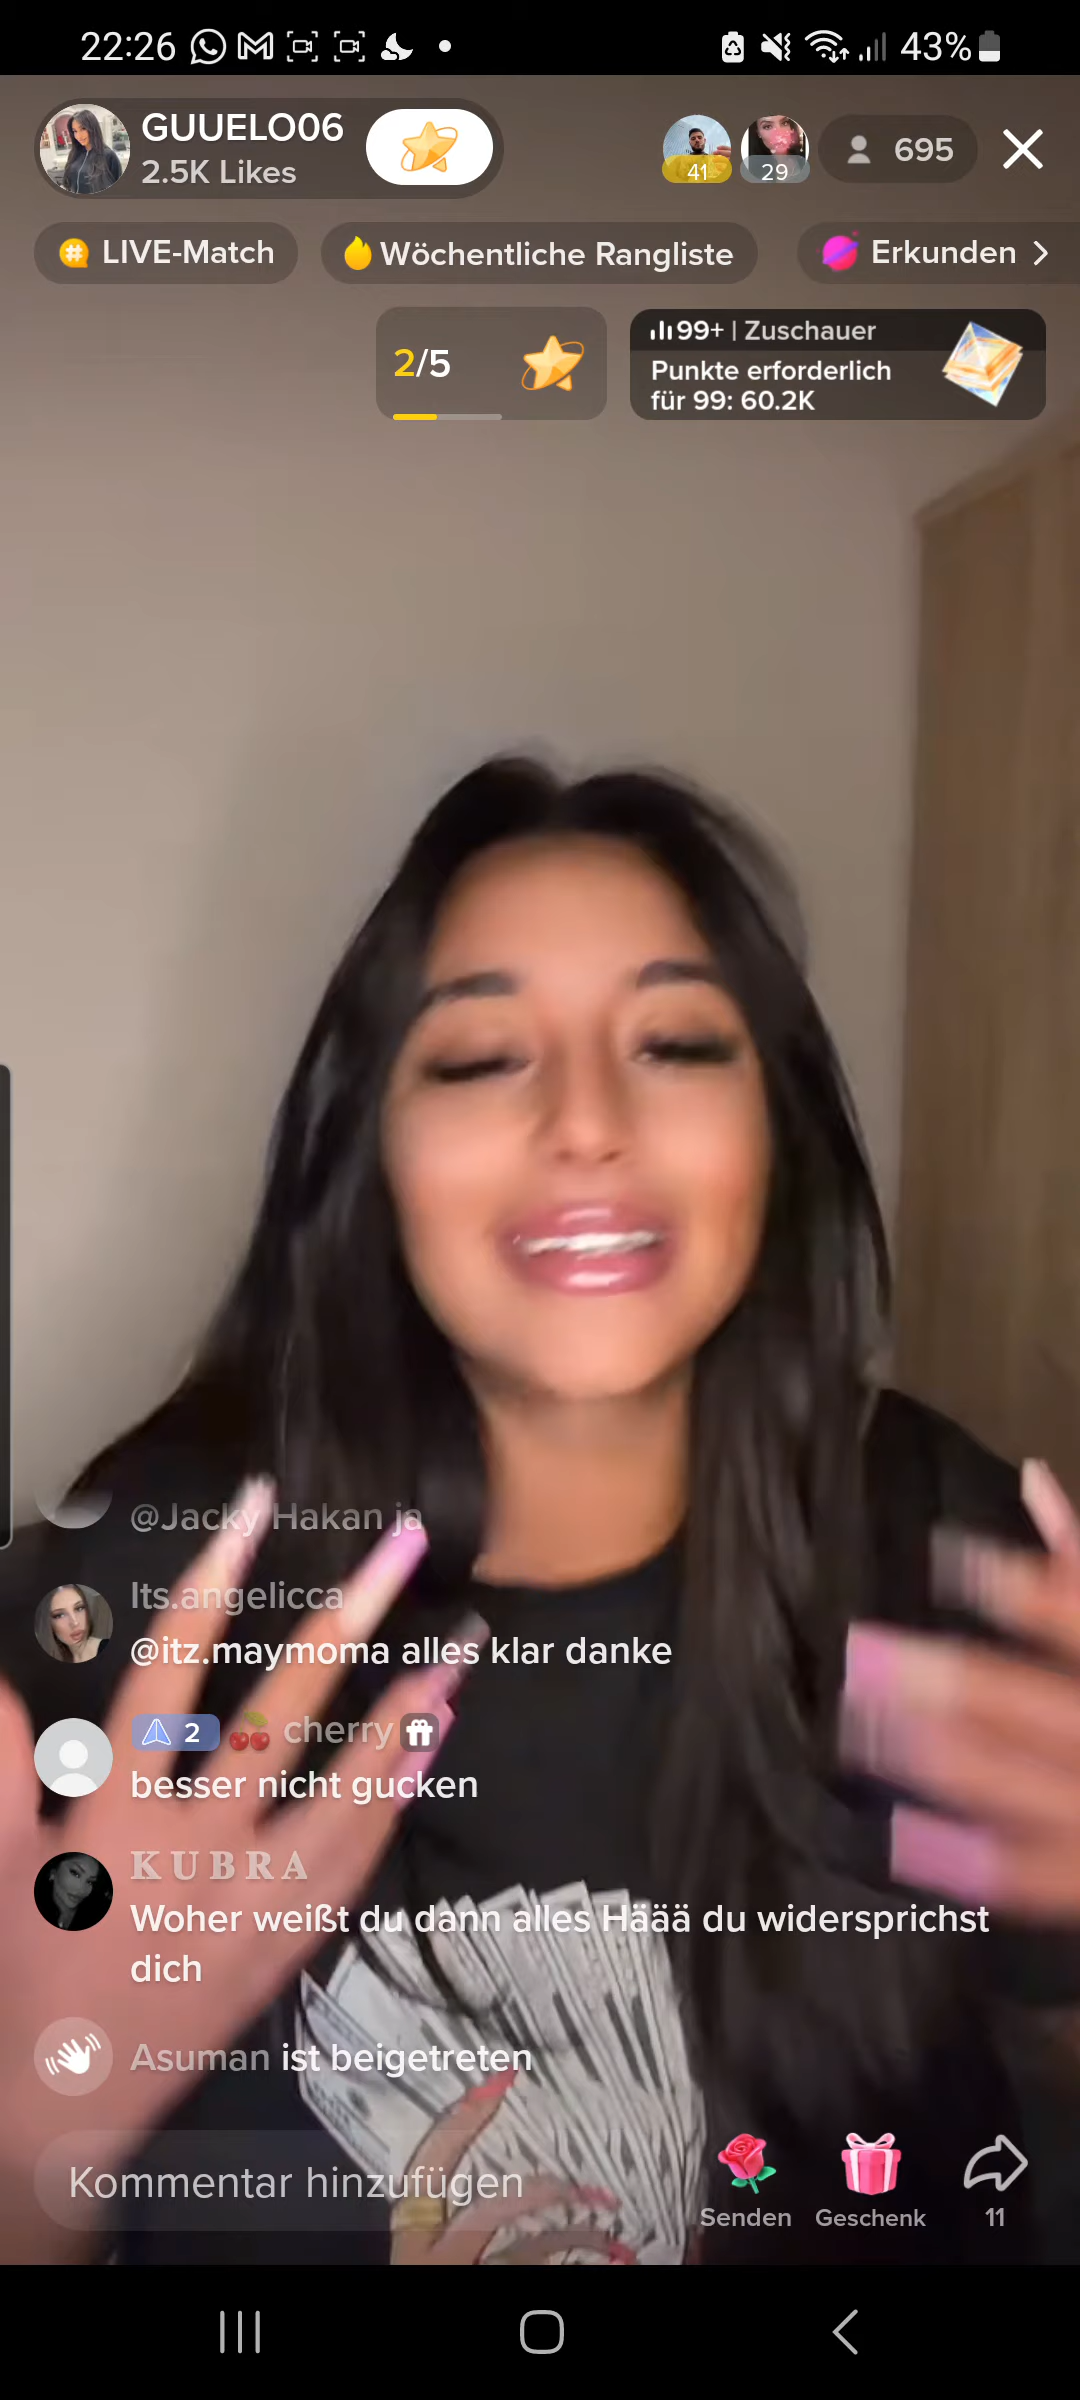 22:26
43%
GUUELO06
2.5K Likes
41
29
695
LIVE-Match
Wöchentliche Rangliste
Erkunden
2/5
99+ | Zuschauer
Punkte erforderlich
für 99: 60.2K
@Jacky Hakan ja
Its.angelicca
@itz.maymoma alles klar danke
2 🍒 cherry
besser nicht gucken
𝐊 𝐔 𝐁 𝐑 𝐀
Woher weißt du dann alles Häää du widersprichst
dich
Asuman ist beigetreten
Kommentar hinzufügen
Senden
Geschenk
11